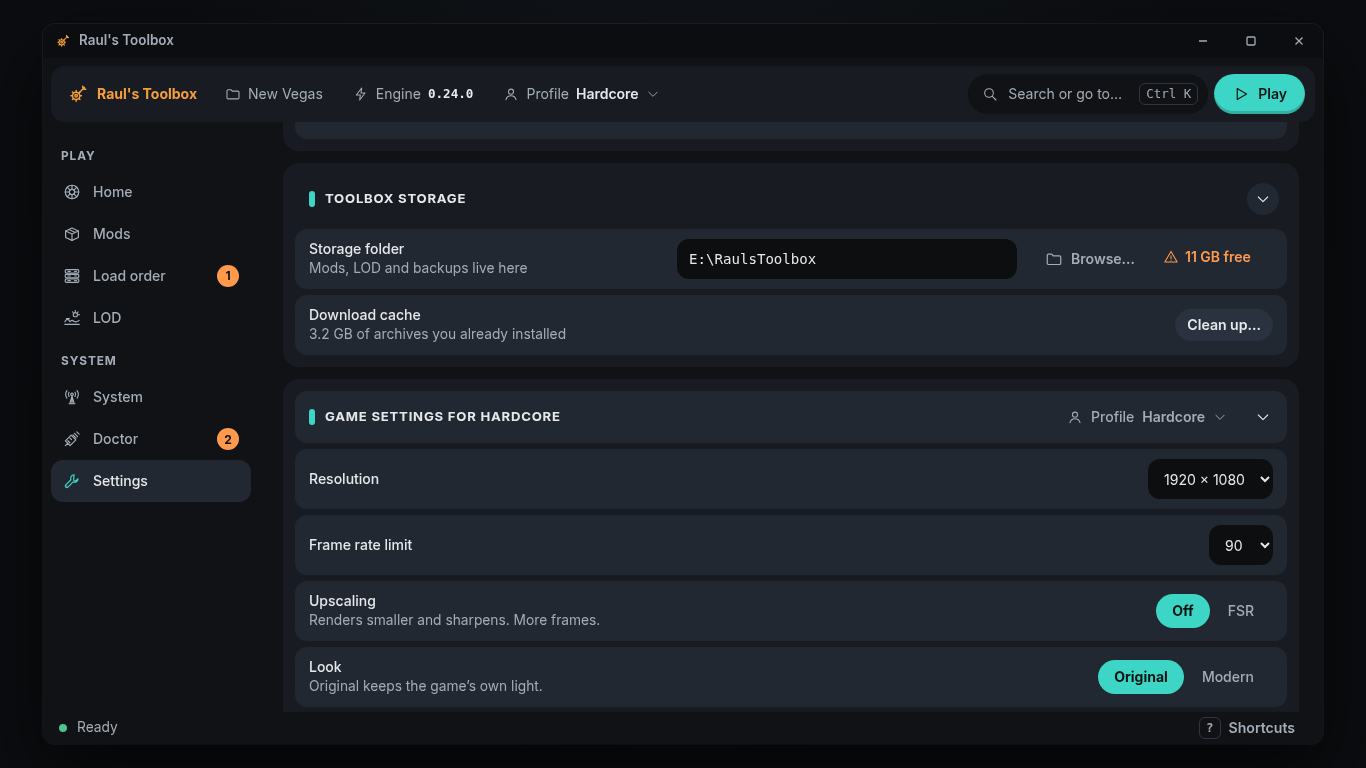 Raul's Toolbox
Raul's Toolbox
New Vegas
Engine 0.24.0
Profile Hardcore
Search or go to...
Ctrl K
Play
PLAY
Home
Mods
Load order 1
LOD
SYSTEM
System
Doctor 2
Settings
TOOLBOX STORAGE
Storage folder
Mods, LOD and backups live here
E:\RaulsToolbox
Browse...
11 GB free
Download cache
3.2 GB of archives you already installed
Clean up...
GAME SETTINGS FOR HARDCORE
Profile Hardcore
Resolution
1920 × 1080
Frame rate limit
90
Upscaling
Renders smaller and sharpens. More frames.
Off
FSR
Look
Original keeps the game’s own light.
Original
Modern
Ready
? Shortcuts